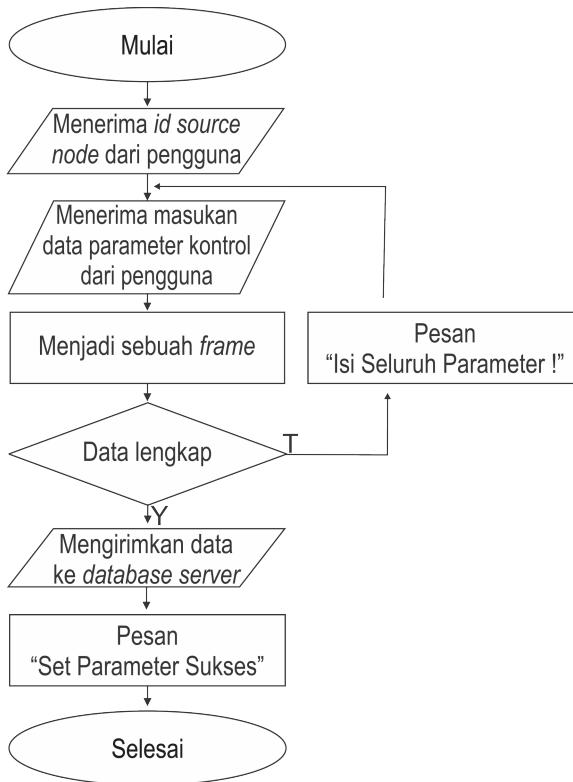 Mulai
Menerima id source
node dari pengguna
Menerima masukan
data parameter kontrol
dari pengguna
Menjadi sebuah frame
Pesan
“Isi Seluruh Parameter !”
Data lengkap
T
Y
Mengirimkan data
ke database server
Pesan
“Set Parameter Sukses”
Selesai